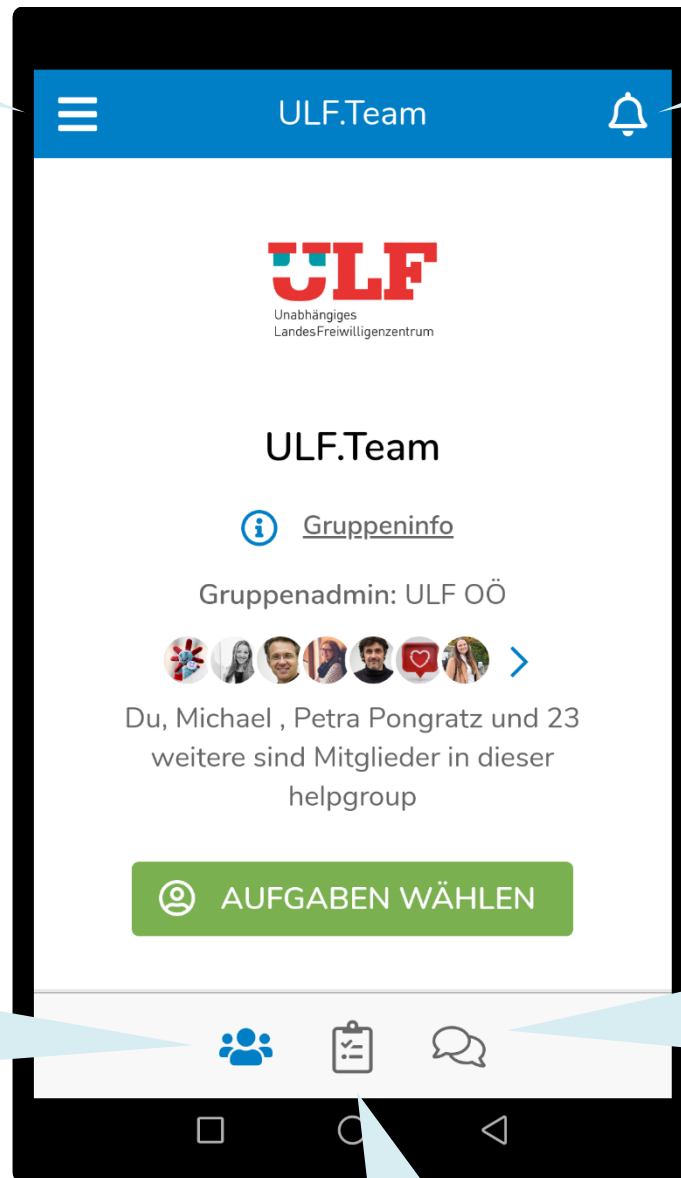 ULF.Team
ULF
Unabhängiges
LandesFreiwilligenzentrum
ULF.Team
Gruppeninfo
Gruppenadmin: ULF OÖ
Du, Michael , Petra Pongratz und 23
weitere sind Mitglieder in dieser
helpgroup
AUFGABEN WÄHLEN